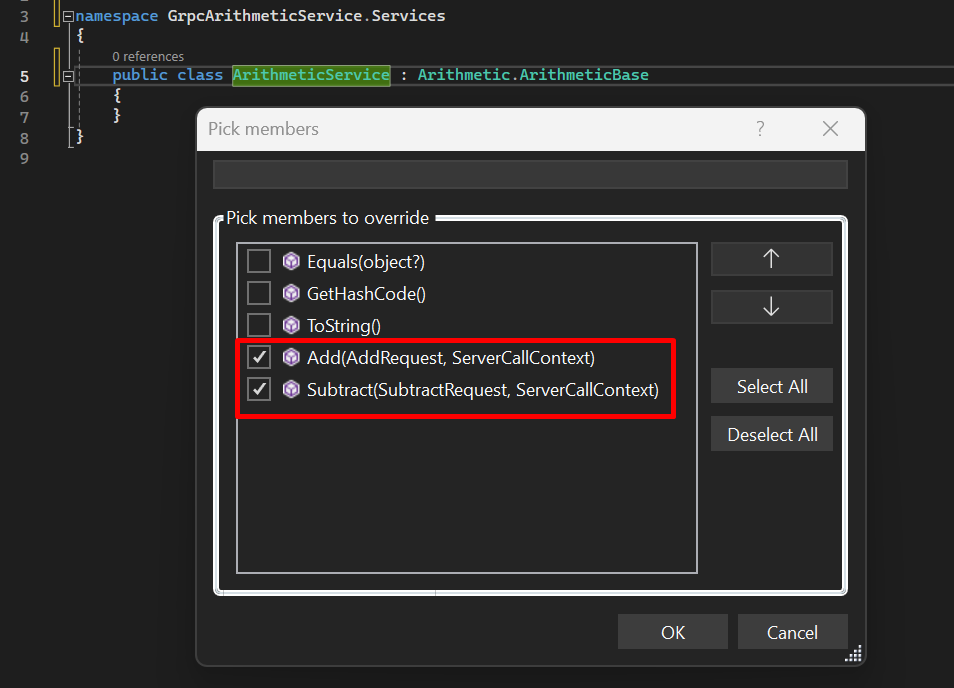 3 namespace GrpcArithmeticService.Services
4 {
0 references
5 public class ArithmeticService : Arithmetic.ArithmeticBase
6 {
7 }
8 }
9
Pick members ?
Pick members to override
Equals(object?)
GetHashCode()
ToString()
Add(AddRequest, ServerCallContext)
Subtract(SubtractRequest, ServerCallContext)
Select All
Deselect All
OK Cancel